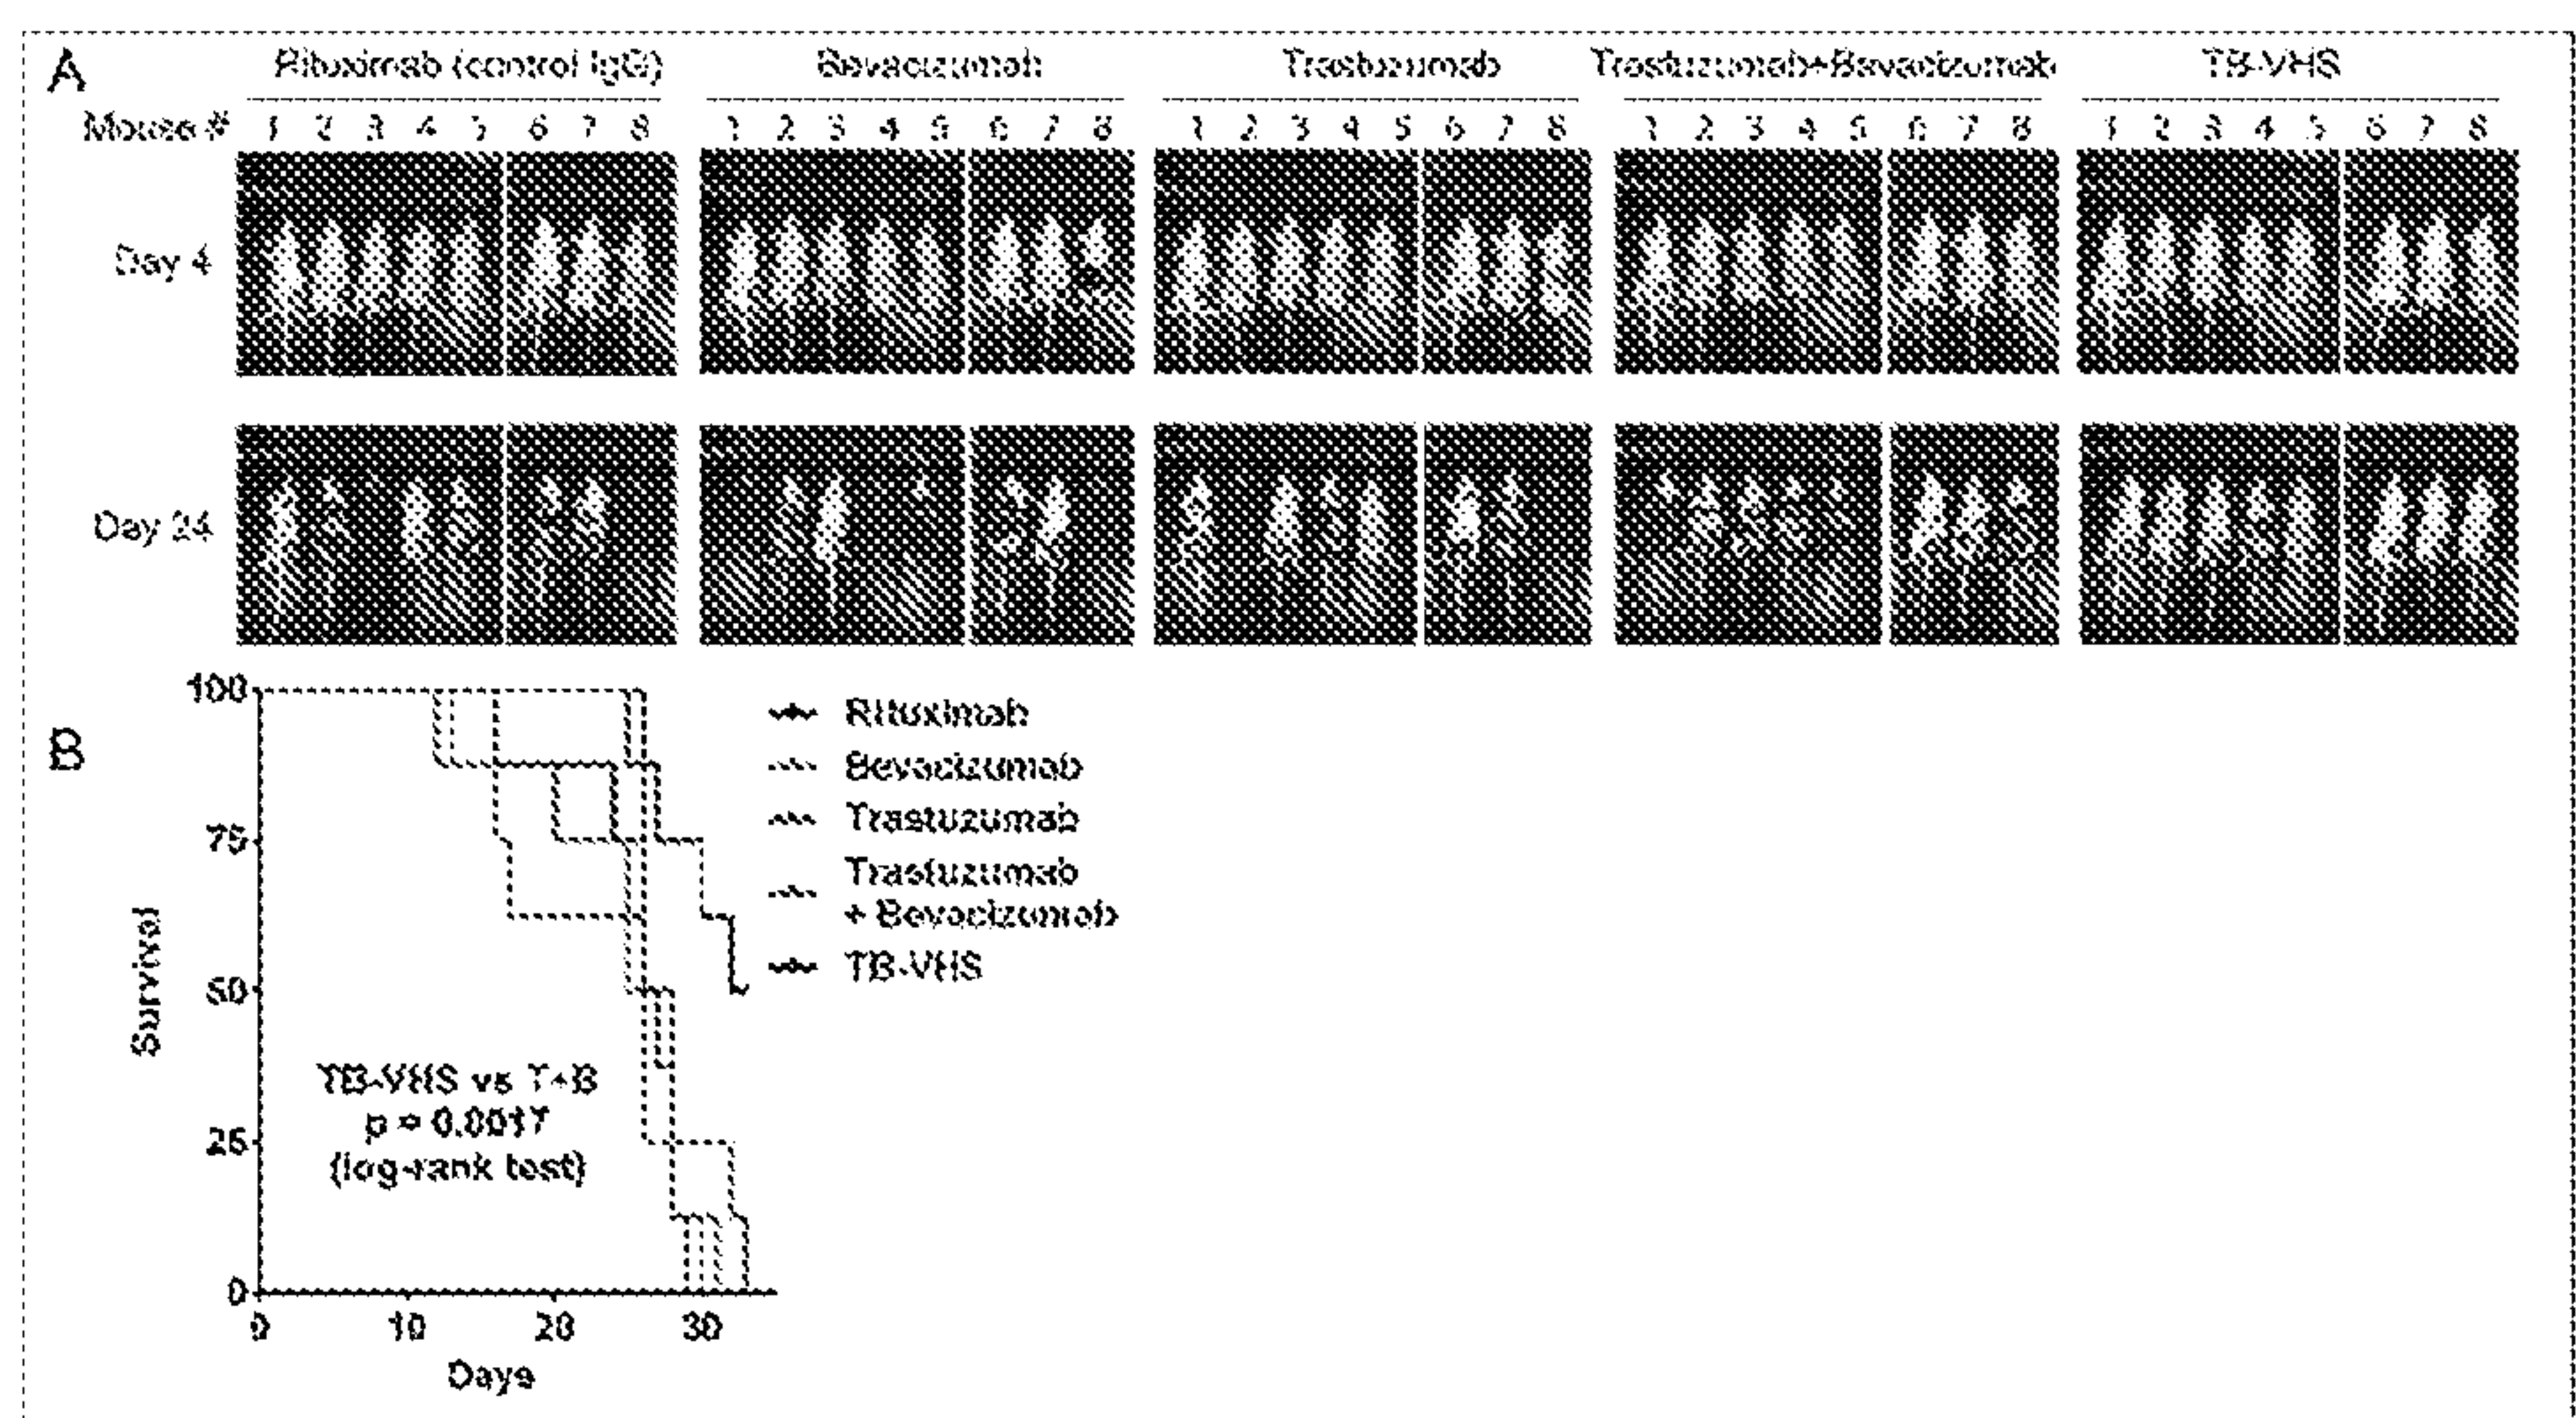 A
Rituximab (control IgG) Bevacizumab Trastuzumab Trastuzumab+Bevacizumab TB-VHS
Mouse # 1 2 3 4 5 6 7 8 1 2 3 4 5 6 7 8 1 2 3 4 5 6 7 8 1 2 3 4 5 6 7 8 1 2 3 4 5 6 7 8
Day 4
Day 24
B
100
75
50
25
0
Survival
0 10 20 30
Days
TB-VHS vs T+B
p = 0.0017
(log-rank test)
Rituximab
Bevacizumab
Trastuzumab
Trastuzumab
+ Bevacizumab
TB-VHS